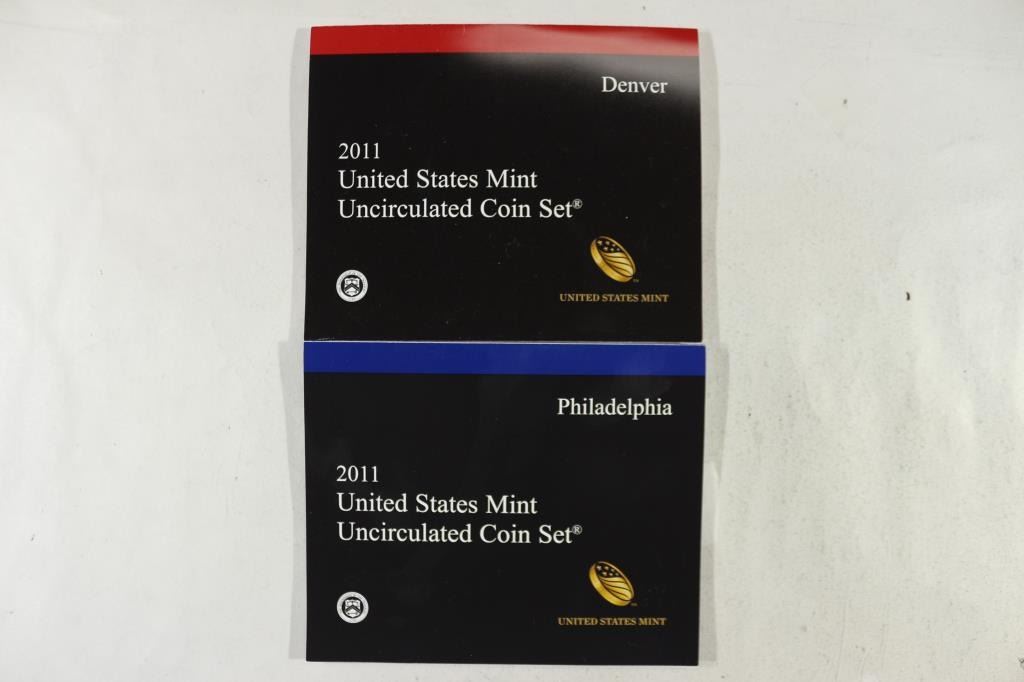 Denver
2011
United States Mint
Uncirculated Coin Set®
UNITED STATES MINT
Philadelphia
2011
United States Mint
Uncirculated Coin Set®
UNITED STATES MINT